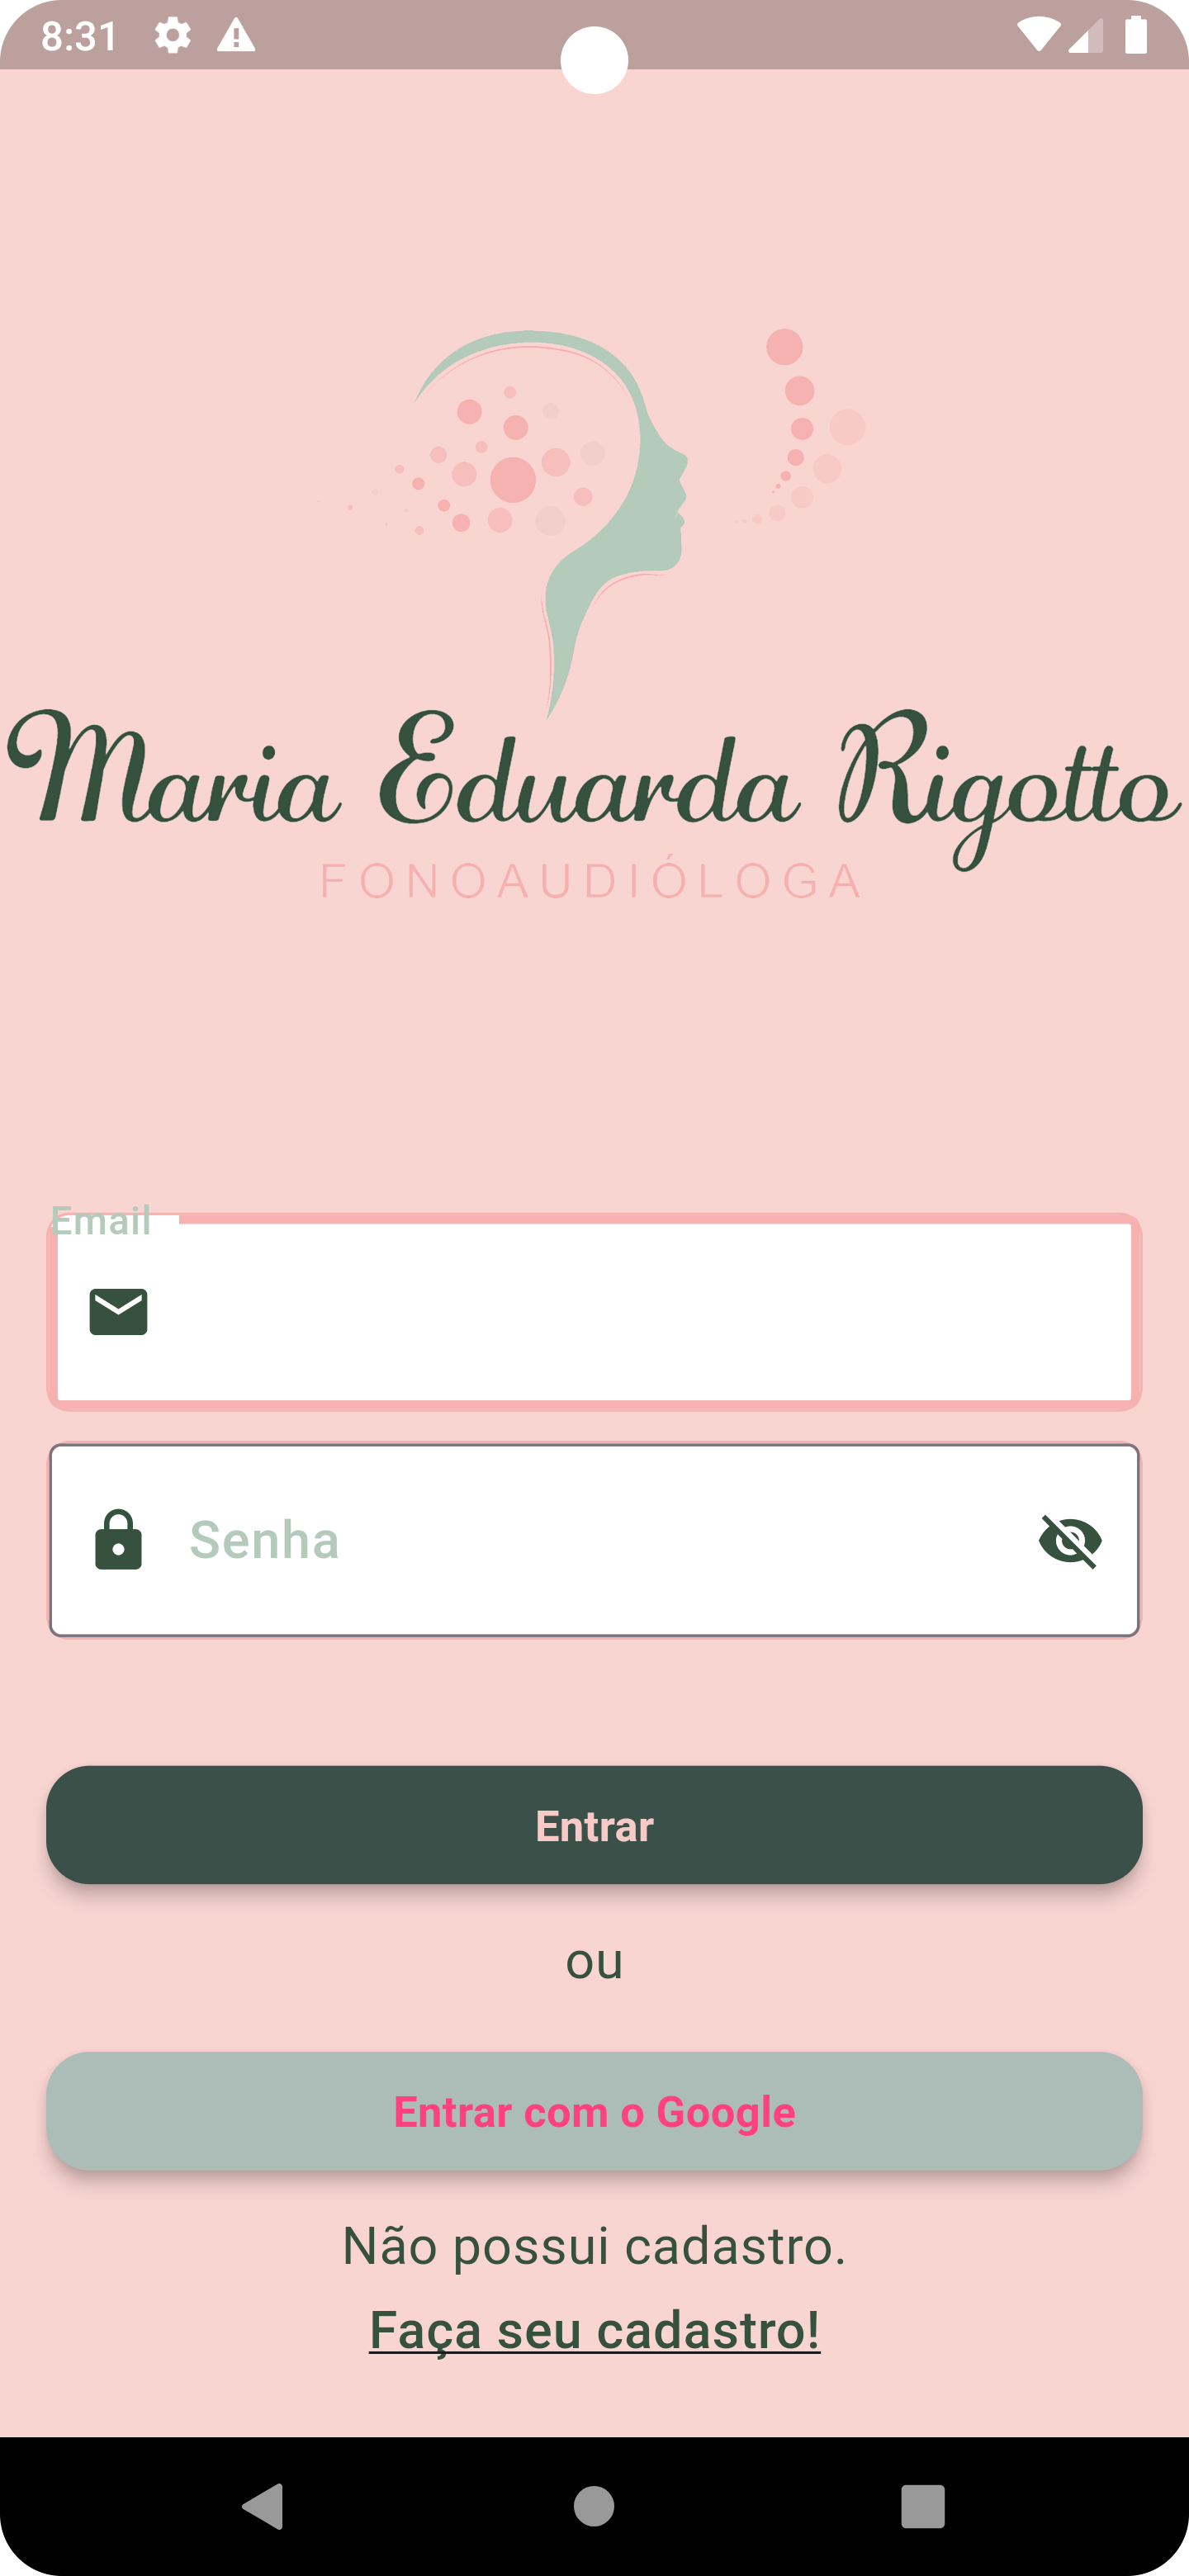 8:31
Maria Eduarda Rigotto
FONOAUDIÓLOGA
Email
Senha
Entrar
ou
Entrar com o Google
Não possui cadastro.
Faça seu cadastro!